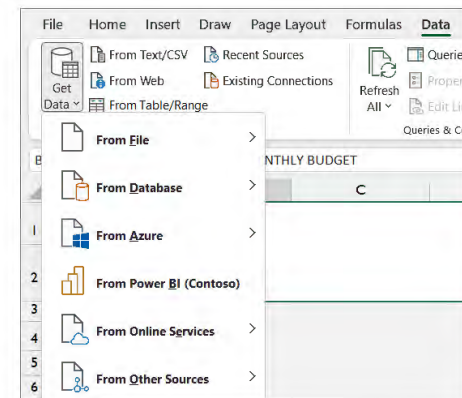 File Home Insert Draw Page Layout Formulas Data
From Text/CSV Recent Sources
From Web Existing Connections
From Table/Range
Get
Data
Refresh
All
Queries & C
NTHLY BUDGET
C
From File
From Database
1
From Azure
2
From Power BI (Contoso)
3
From Online Services
4
5
From Other Sources
6